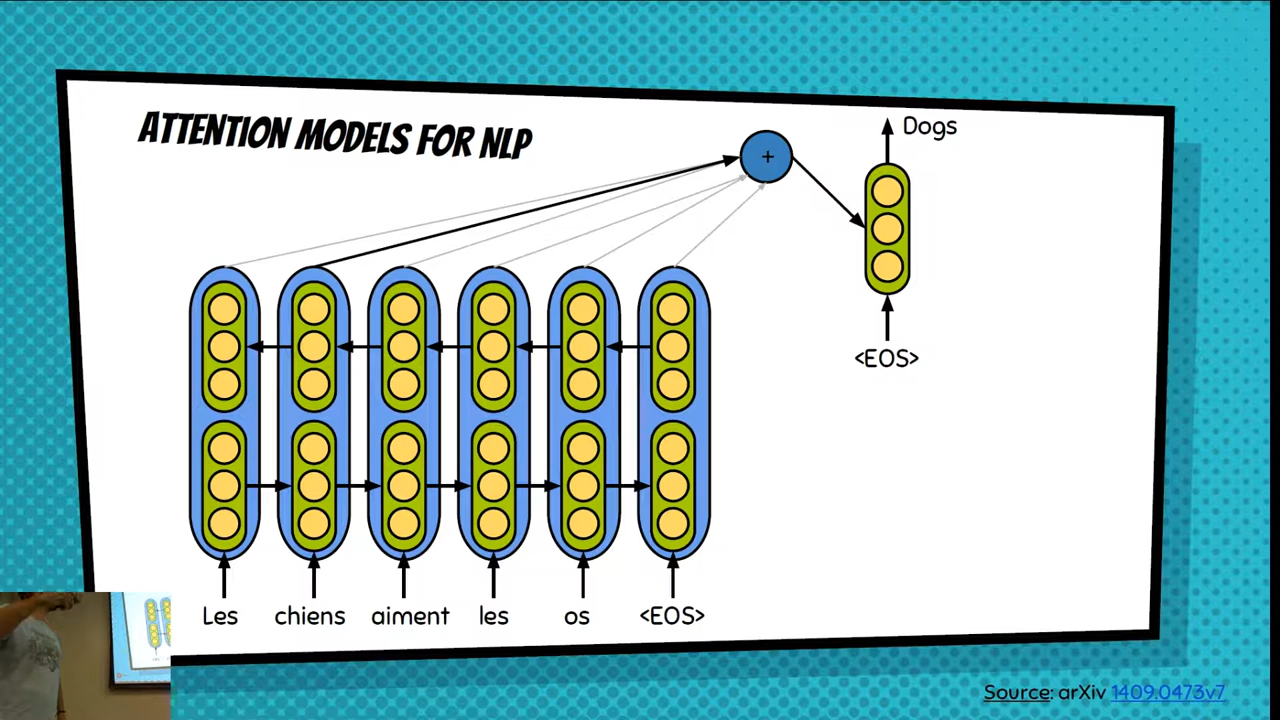 ATTENTION MODELS FOR NLP
+
Dogs
<EOS>
Les chiens aiment les os <EOS>
Source: arXiv 1409.0473v7